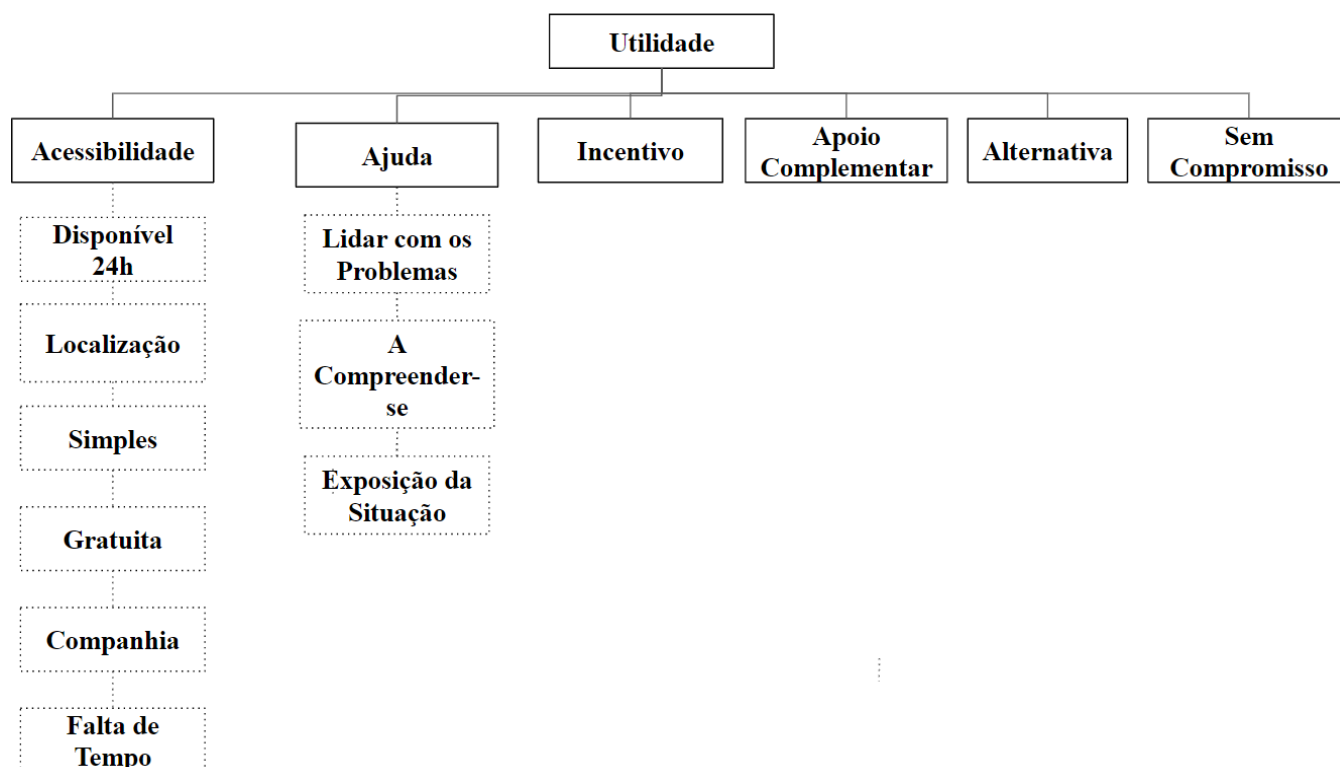 Utilidade
Acessibilidade
Ajuda
Incentivo
Apoio
Complementar
Alternativa
Sem
Compromisso
Disponível
24h
Localização
Simples
Gratuita
Companhia
Falta de
Tempo
Lidar com os
Problemas
A
Compreender-
se
Exposição da
Situação